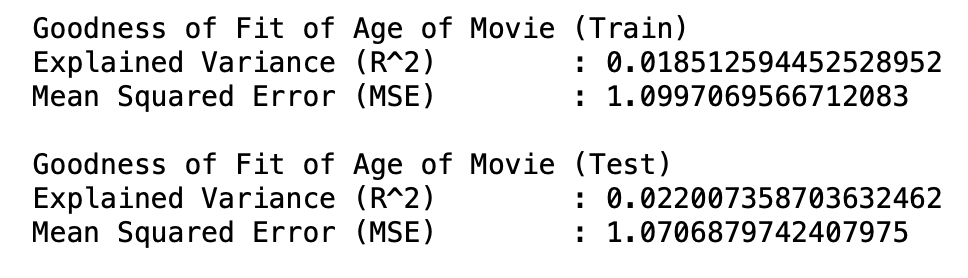 Goodness of Fit of Age of Movie (Train)
Explained Variance (R^2)        : 0.018512594452528952
Mean Squared Error (MSE)        : 1.0997069566712083

Goodness of Fit of Age of Movie (Test)
Explained Variance (R^2)        : 0.022007358703632462
Mean Squared Error (MSE)        : 1.0706879742407975